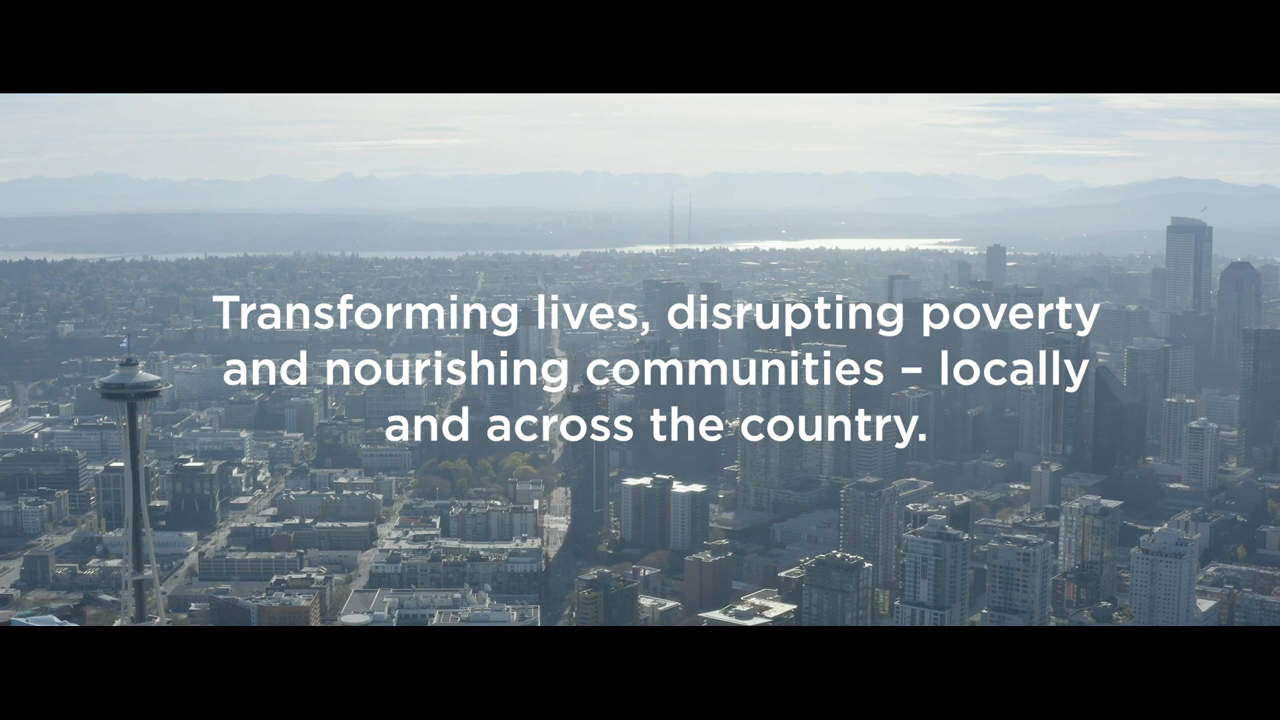 Transforming lives, disrupting poverty
and nourishing communities – locally
and across the country.